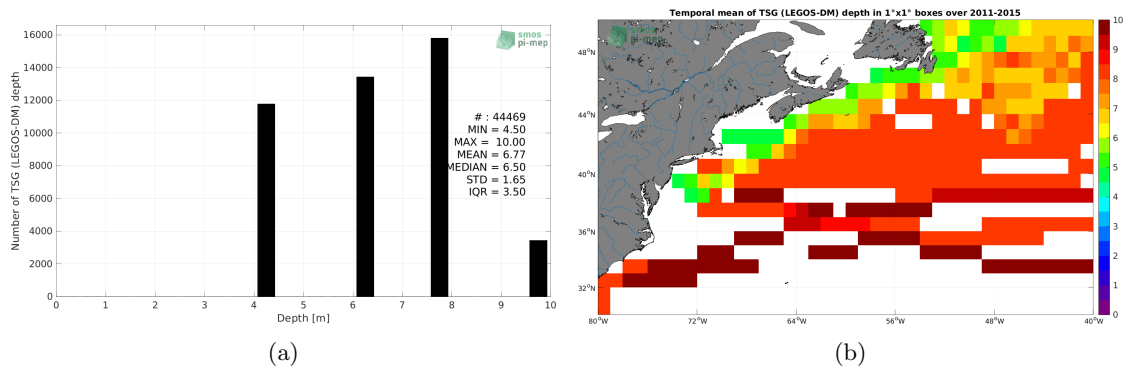 16000
14000
12000
10000
8000
6000
4000
2000
0
Number of TSG (LEGOS-DM) depth
smos
pi-mep
# : 44469
MIN = 4.50
MAX = 10.00
MEAN = 6.77
MEDIAN = 6.50
STD = 1.65
IQR = 3.50
0 1 2 3 4 5 6 7 8 9 10
Depth [m]
(a)
Temporal mean of TSG (LEGOS-DM) depth in 1°x1° boxes over 2011-2015
smos
pi-mep
48°N
44°N
40°N
36°N
32°N
80°W 72°W 64°W 56°W 48°W 40°W
10
9
8
7
6
5
4
3
2
1
0
(b)